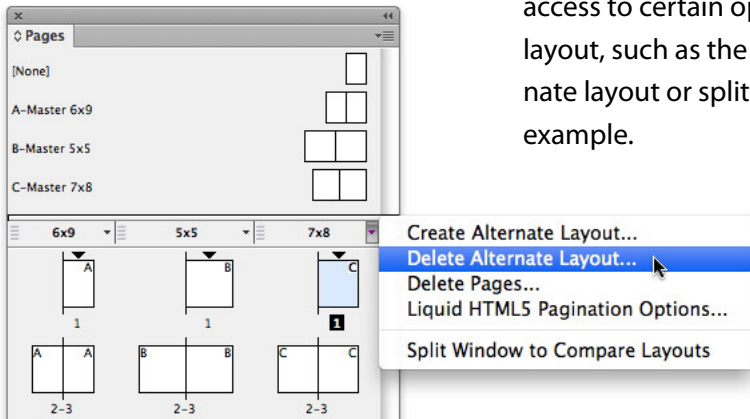 access to certain op
layout, such as the
nate layout or split
example.
Pages
[None]
A-Master 6x9
B-Master 5x5
C-Master 7x8
6x9 5x5 7x8
A B C
1 1 1
A A B B C C
2-3 2-3 2-3
Create Alternate Layout...
Delete Alternate Layout...
Delete Pages...
Liquid HTML5 Pagination Options...
Split Window to Compare Layouts